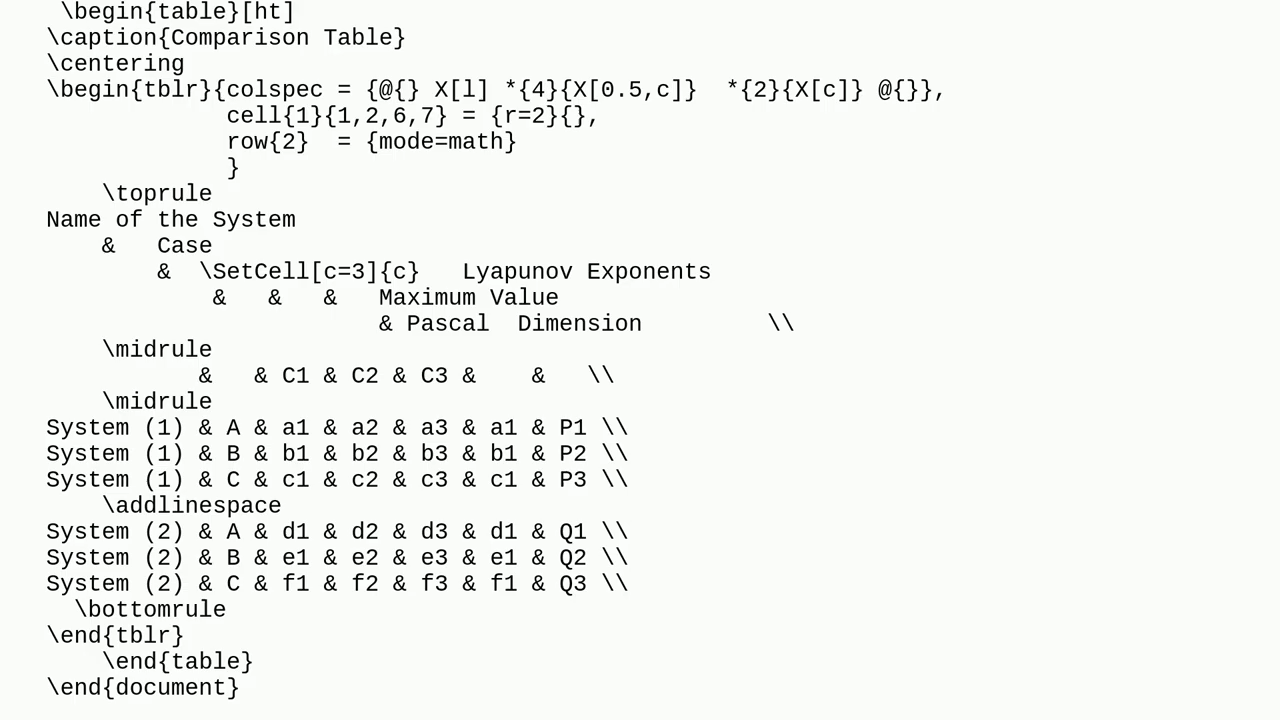 \begin{table}[ht]
\caption{Comparison Table}
\centering
\begin{tblr}{colspec = {@{} X[l] *{4}{X[0.5,c]}  *{2}{X[c]} @{}},
             cell{1}{1,2,6,7} = {r=2}{},
             row{2}  = {mode=math}
             }
    \toprule
Name of the System
    &   Case
        &  \SetCell[c=3]{c}   Lyapunov Exponents
            &   &   &   Maximum Value
                        & Pascal  Dimension         \\
    \midrule
           &   & C1 & C2 & C3 &    &   \\
    \midrule
System (1) & A & a1 & a2 & a3 & a1 & P1 \\
System (1) & B & b1 & b2 & b3 & b1 & P2 \\
System (1) & C & c1 & c2 & c3 & c1 & P3 \\
    \addlinespace
System (2) & A & d1 & d2 & d3 & d1 & Q1 \\
System (2) & B & e1 & e2 & e3 & e1 & Q2 \\
System (2) & C & f1 & f2 & f3 & f1 & Q3 \\
  \bottomrule
\end{tblr}
    \end{table}
\end{document}